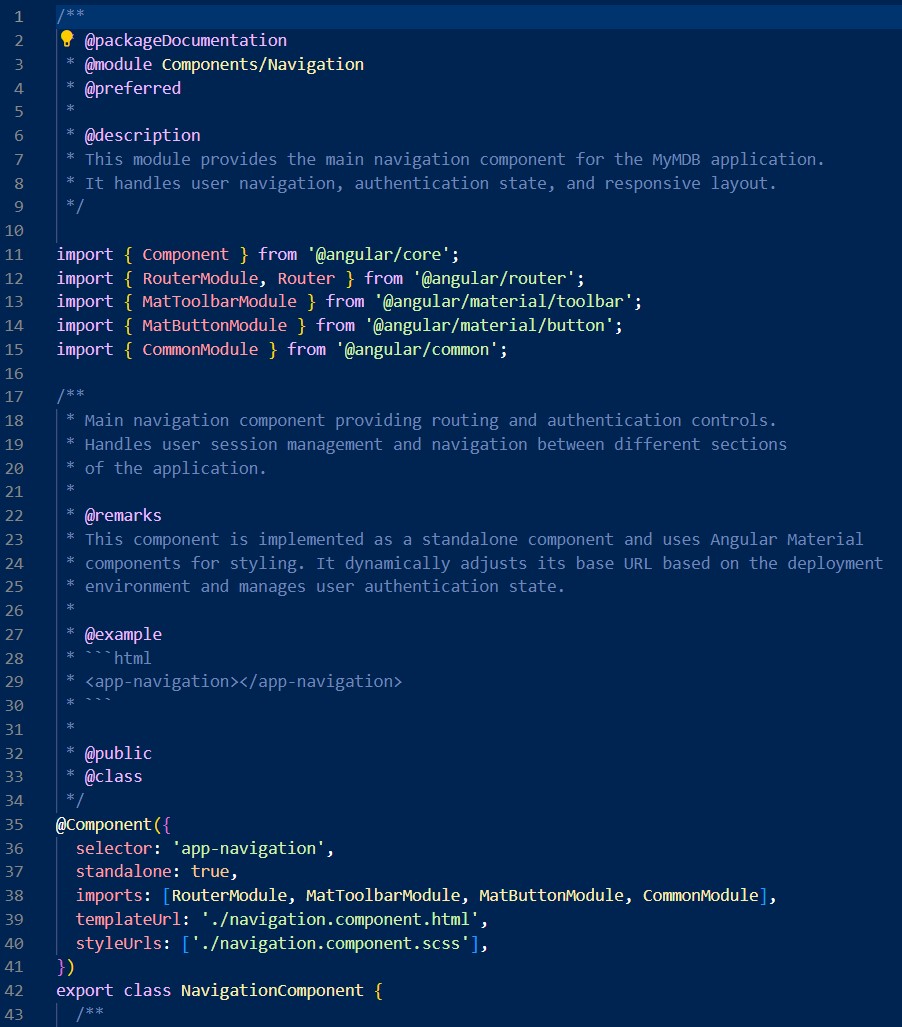 1 /**
2 @packageDocumentation
3  * @module Components/Navigation
4  * @preferred
5  *
6  * @description
7  * This module provides the main navigation component for the MyMDB application.
8  * It handles user navigation, authentication state, and responsive layout.
9  */
10
11 import { Component } from '@angular/core';
12 import { RouterModule, Router } from '@angular/router';
13 import { MatToolbarModule } from '@angular/material/toolbar';
14 import { MatButtonModule } from '@angular/material/button';
15 import { CommonModule } from '@angular/common';
16
17 /**
18  * Main navigation component providing routing and authentication controls.
19  * Handles user session management and navigation between different sections
20  * of the application.
21  *
22  * @remarks
23  * This component is implemented as a standalone component and uses Angular Material
24  * components for styling. It dynamically adjusts its base URL based on the deployment
25  * environment and manages user authentication state.
26  *
27  * @example
28  * ```html
29  * <app-navigation></app-navigation>
30  * ```
31  *
32  * @public
33  * @class
34  */
35 @Component({
36   selector: 'app-navigation',
37   standalone: true,
38   imports: [RouterModule, MatToolbarModule, MatButtonModule, CommonModule],
39   templateUrl: './navigation.component.html',
40   styleUrls: ['./navigation.component.scss'],
41 })
42 export class NavigationComponent {
43   /**